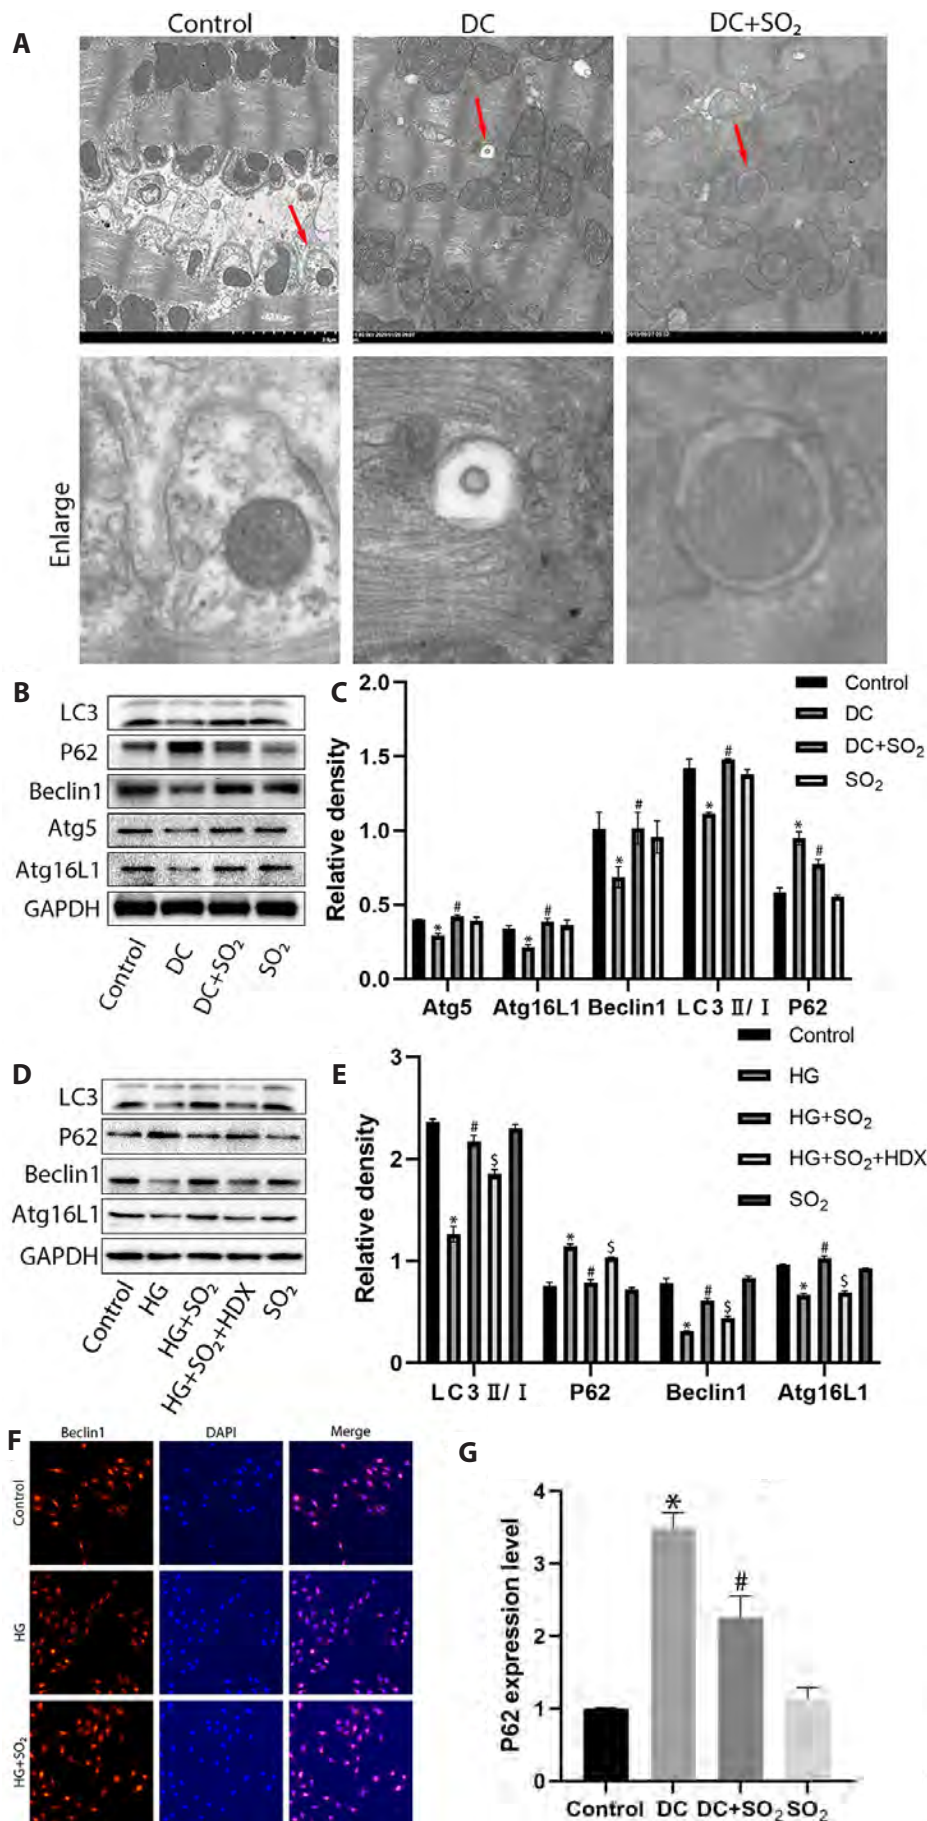 A
Control
DC
DC+SO₂
Enlarge
B
LC3
P62
Beclin1
Atg5
Atg16L1
GAPDH
Control
DC
DC+SO₂
SO₂
C
Relative density
2.0
1.5
1.0
0.5
0.0
Control
DC
DC+SO₂
SO₂
*
#
*
#
*
#
*
#
*
#
Atg5
Atg16L1
Beclin1
LC3 Ⅱ/Ⅰ
P62
D
LC3
P62
Beclin1
Atg16L1
GAPDH
Control
HG
HG+SO₂
HG+SO₂+HDX
SO₂
E
Relative density
3
2
1
0
Control
HG
HG+SO₂
HG+SO₂+HDX
SO₂
*
#
$
*
#
$
*
#
$
*
#
$
LC3 Ⅱ/Ⅰ
P62
Beclin1
Atg16L1
F
Beclin1
DAPI
Merge
Control
HG
HG+SO₂
G
P62 expression level
4
3
2
1
0
*
#
Control
DC
DC+SO₂
SO₂